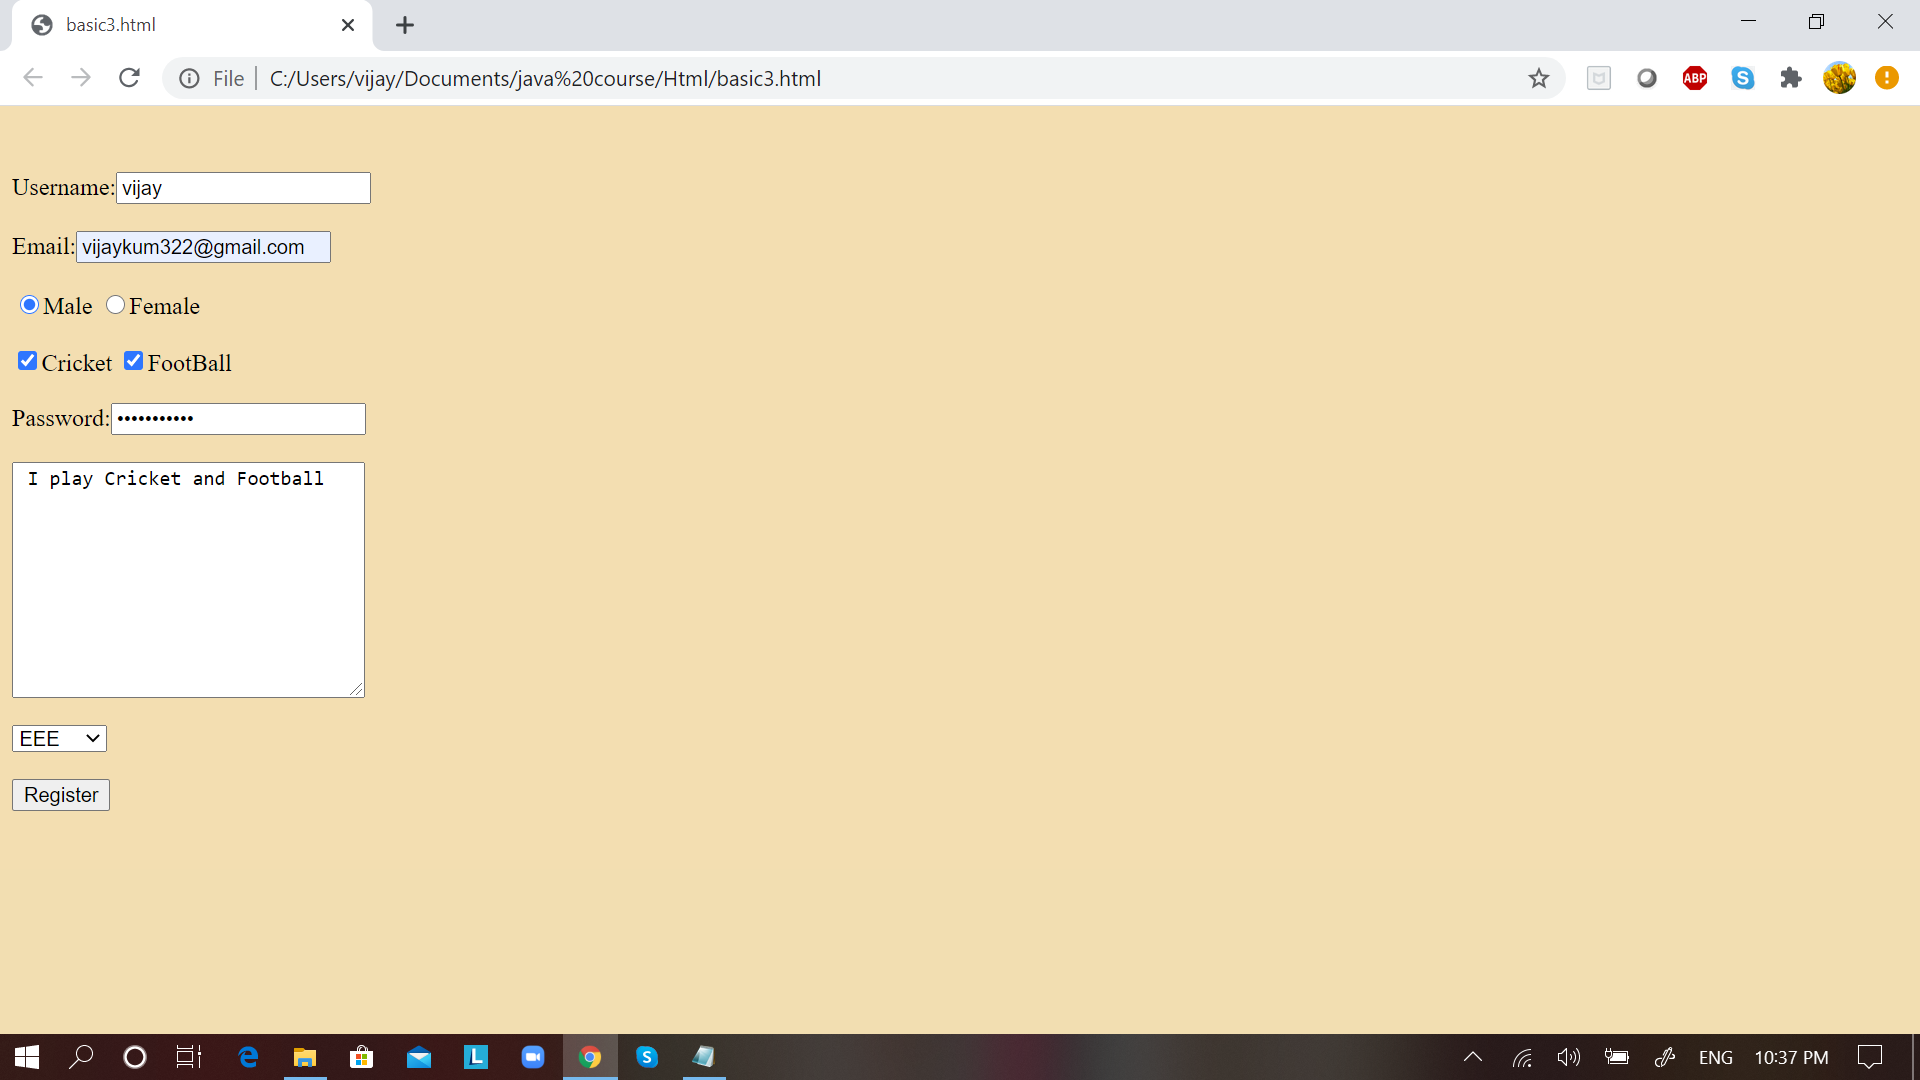 basic3.html
File C:/Users/vijay/Documents/java%20course/Html/basic3.html
ABP
S
Username: vijay
Email: vijaykum322@gmail.com
Male Female
Cricket FootBall
Password: •••••••••••
I play Cricket and Football
EEE
Register
L
S
ENG 10:37 PM